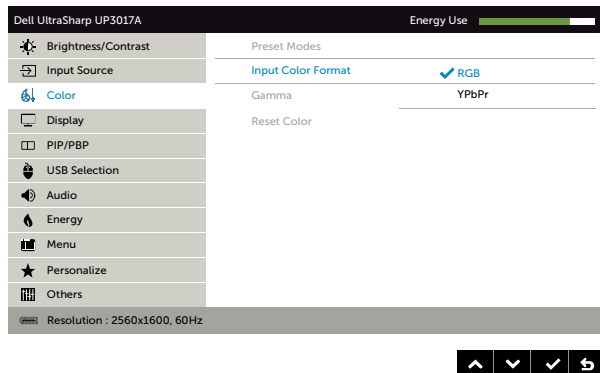 Dell UltraSharp UP3017A Energy Use
Brightness/Contrast Preset Modes
Input Source Input Color Format RGB
Color Gamma YPbPr
Display Reset Color
PIP/PBP
USB Selection
Audio
Energy
Menu
Personalize
Others
Resolution : 2560x1600, 60Hz